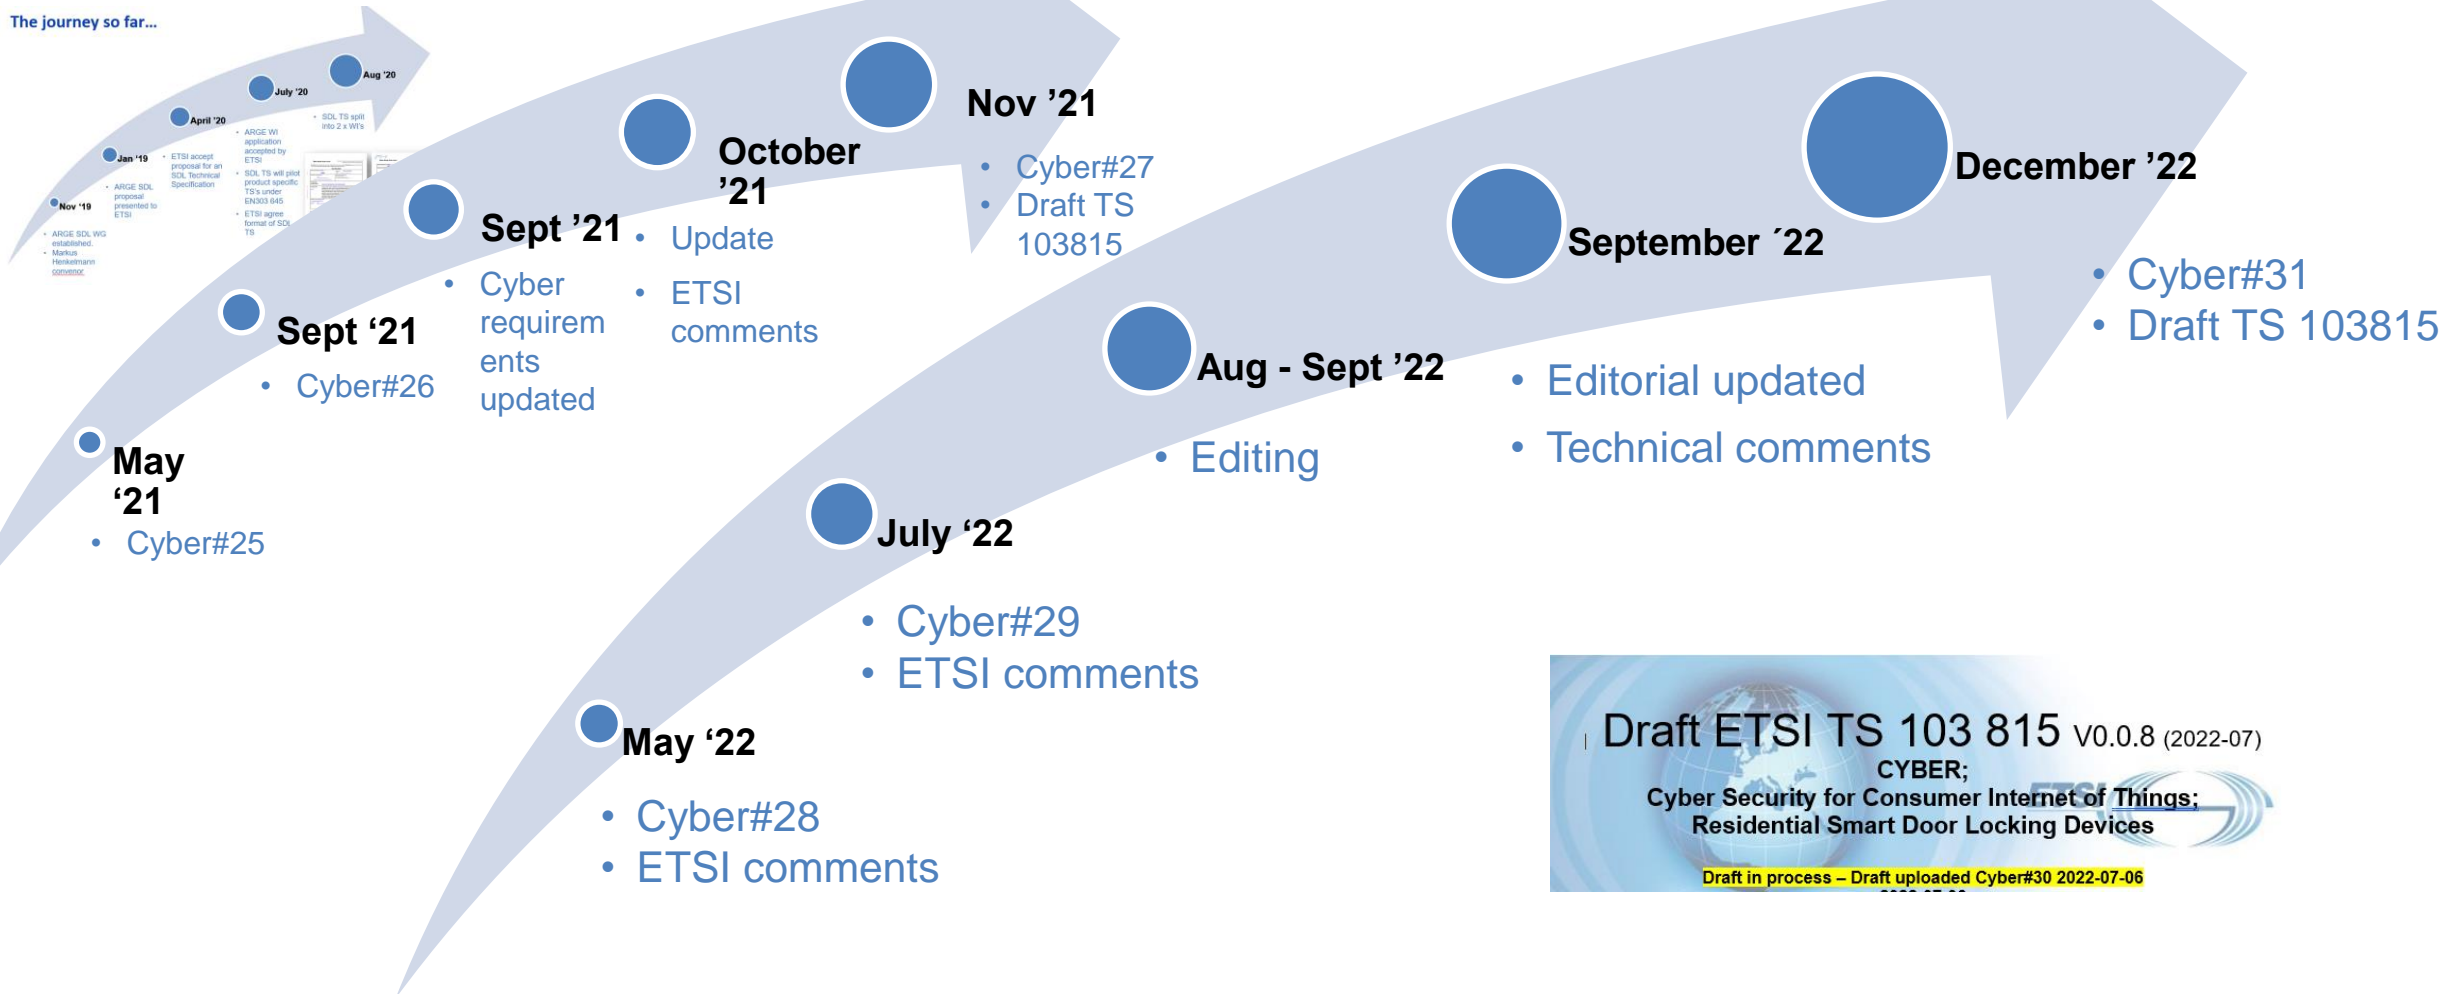 The journey so far...
Aug '20
July '20
• SDL TS split
into 2 x WI's
April '20
• ARGE WI
application
accepted by
ETSI
• SDL TS will pilot
product specific
TS's under
EN303 645
• ETSI agree
format of SDL
TS
Jan '19
• ETSI accept
proposal for an
SDL Technical
Specification
• ARGE SDL
proposal
presented to
ETSI
Nov '19
• ARGE SDL WG
established.
• Markus
Henkelmann
convenor
May
‘21
• Cyber#25
Sept ‘21
• Cyber#26
Sept ’21
• Cyber
requirem
ents
updated
October
’21
• Update
• ETSI
comments
Nov ’21
• Cyber#27
• Draft TS
103815
May ‘22
• Cyber#28
• ETSI comments
July ‘22
• Cyber#29
• ETSI comments
Aug - Sept ’22
• Editing
September ´22
• Editorial updated
• Technical comments
December ’22
• Cyber#31
• Draft TS 103815
Draft ETSI TS 103 815 V0.0.8 (2022-07)
CYBER;
Cyber Security for Consumer Internet of Things;
Residential Smart Door Locking Devices
ETSI
Draft in process – Draft uploaded Cyber#30 2022-07-06